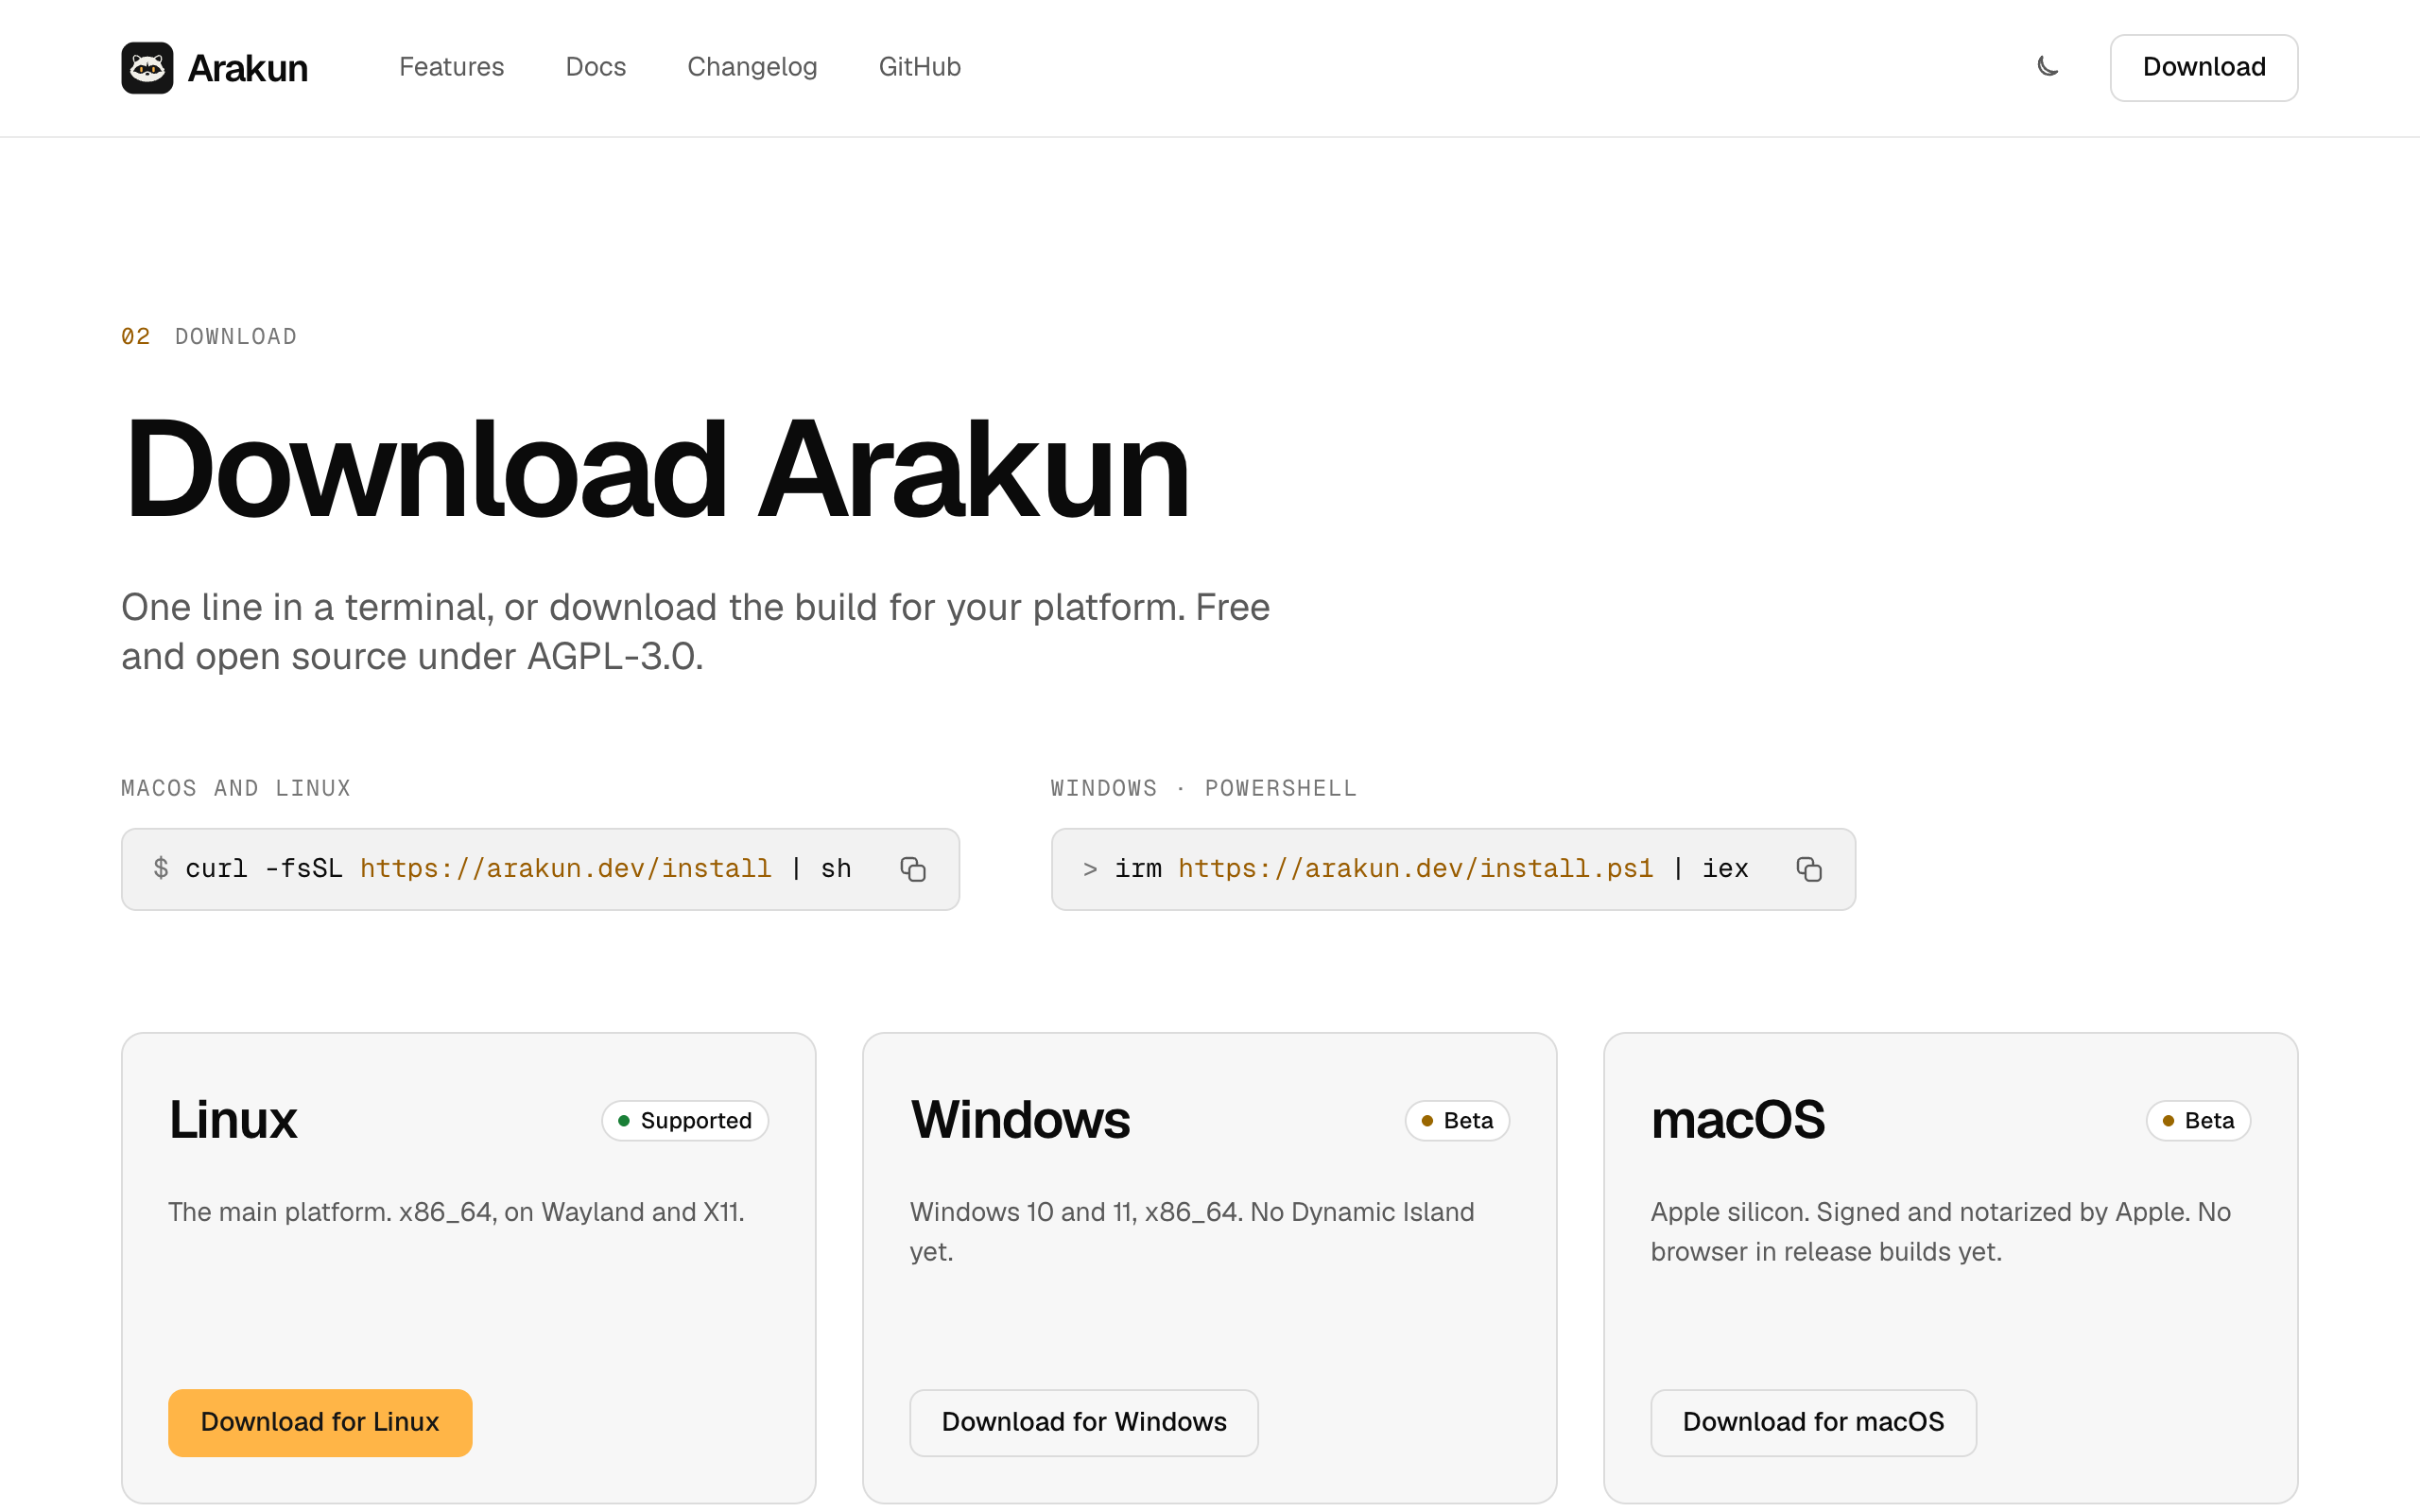 Arakun
Features
Docs
Changelog
GitHub
Download
02 DOWNLOAD
Download Arakun
One line in a terminal, or download the build for your platform. Free
and open source under AGPL-3.0.
MACOS AND LINUX
$ curl -fsSL https://arakun.dev/install | sh
WINDOWS · POWERSHELL
> irm https://arakun.dev/install.ps1 | iex
Linux
Supported
The main platform. x86_64, on Wayland and X11.
Download for Linux
Windows
Beta
Windows 10 and 11, x86_64. No Dynamic Island
yet.
Download for Windows
macOS
Beta
Apple silicon. Signed and notarized by Apple. No
browser in release builds yet.
Download for macOS